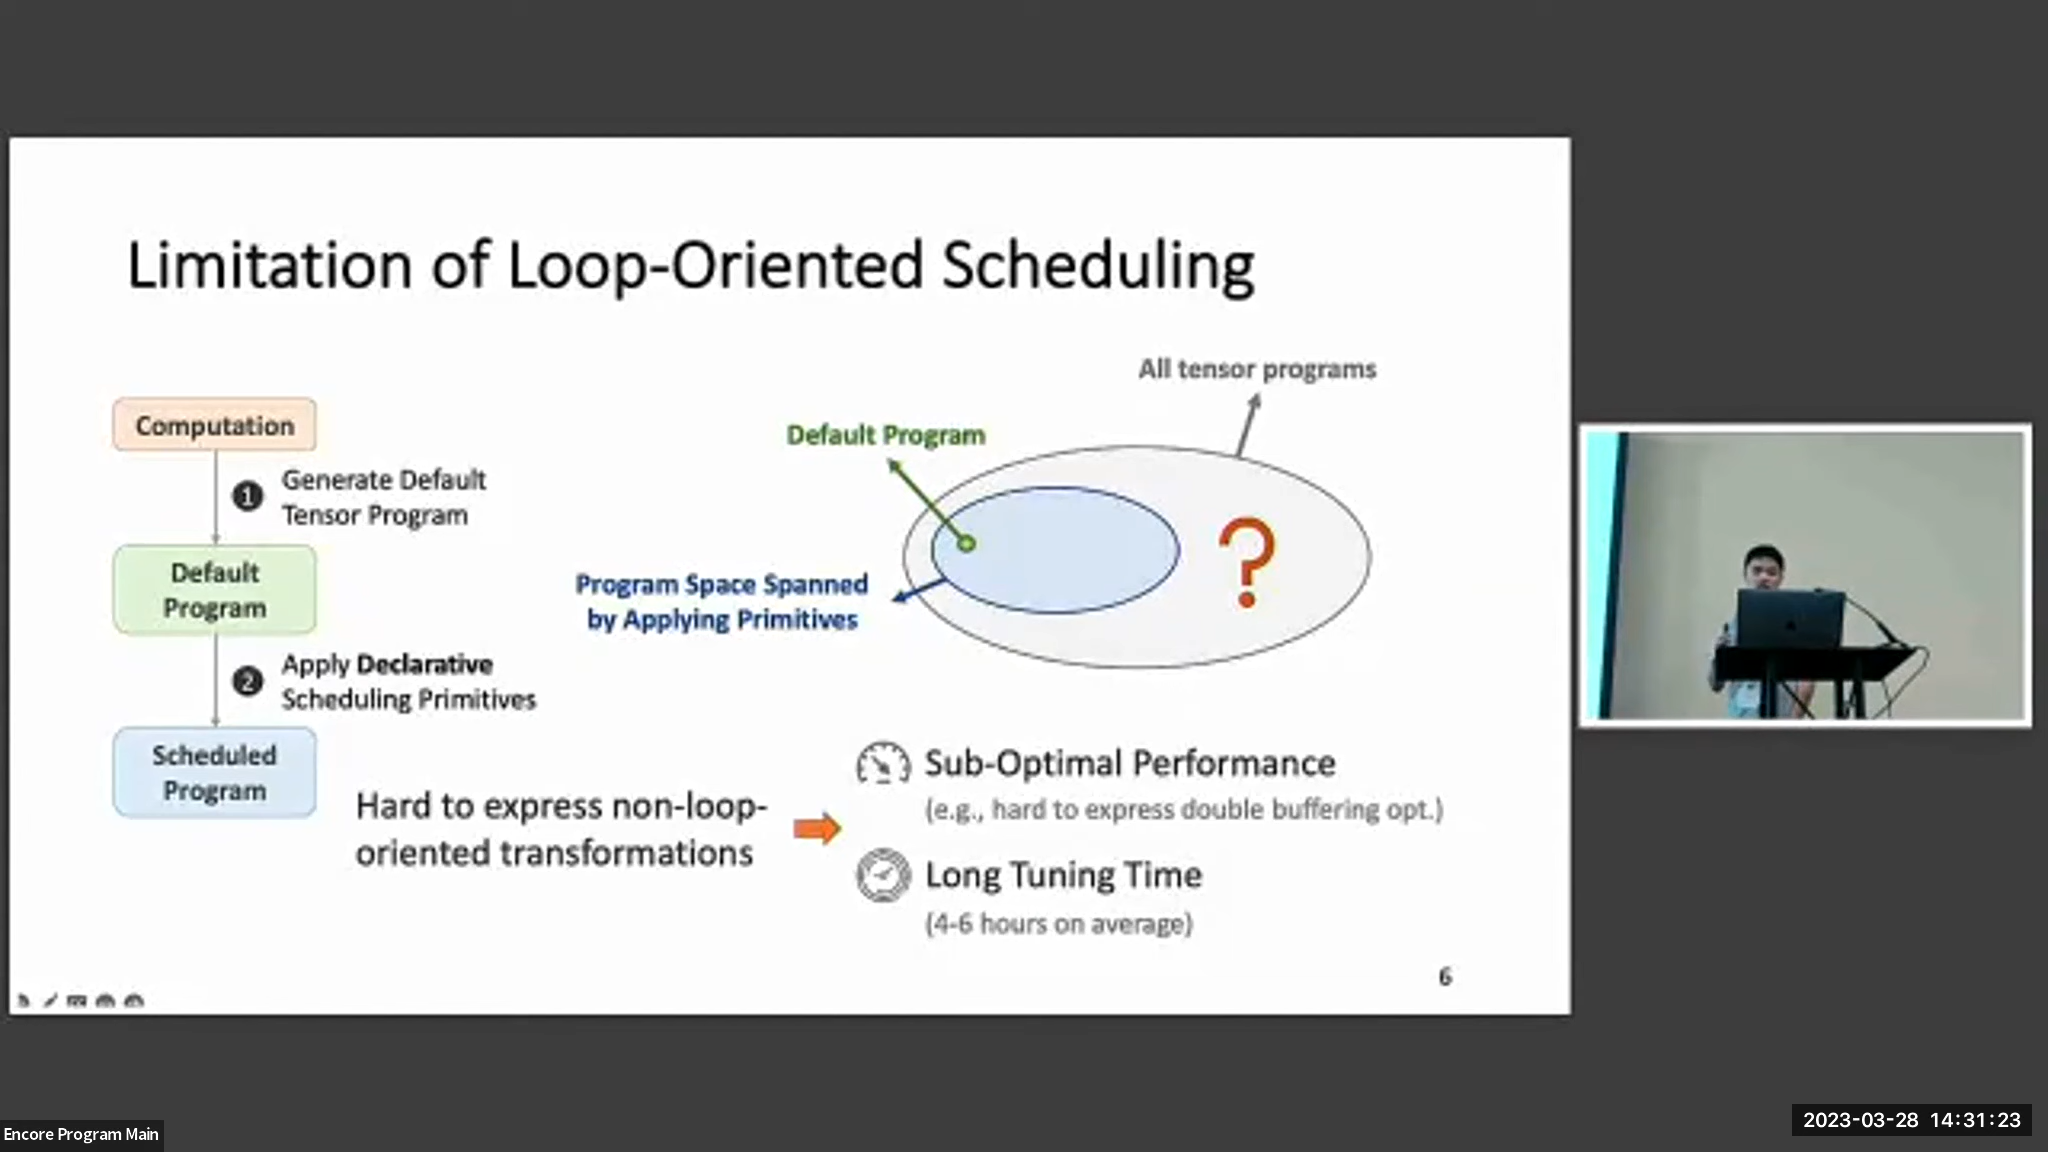 Limitation of Loop-Oriented Scheduling
Computation
1 Generate Default
Tensor Program
Default
Program
2 Apply Declarative
Scheduling Primitives
Scheduled
Program
All tensor programs
Default Program
Program Space Spanned
by Applying Primitives
?
Hard to express non-loop-
oriented transformations
Sub-Optimal Performance
(e.g., hard to express double buffering opt.)
Long Tuning Time
(4-6 hours on average)
6
Encore Program Main
2023-03-28 14:31:23